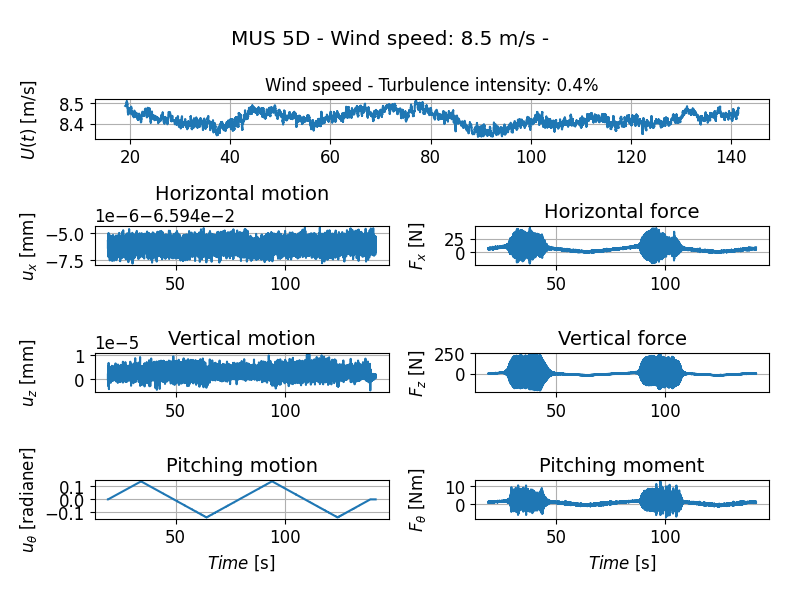 MUS 5D - Wind speed: 8.5 m/s -
Wind speed - Turbulence intensity: 0.4%
U(t) [m/s]
8.5
8.4
20 40 60 80 100 120 140
Horizontal motion
1e−6−6.594e−2
u_x [mm]
−5.0
−7.5
50 100
Horizontal force
F_x [N]
25
0
50 100
Vertical motion
1e−5
u_z [mm]
1
0
50 100
Vertical force
F_z [N]
250
0
50 100
Pitching motion
u_θ [radianer]
0.1
0.0
−0.1
50 100
Time [s]
Pitching moment
F_θ [Nm]
10
0
50 100
Time [s]